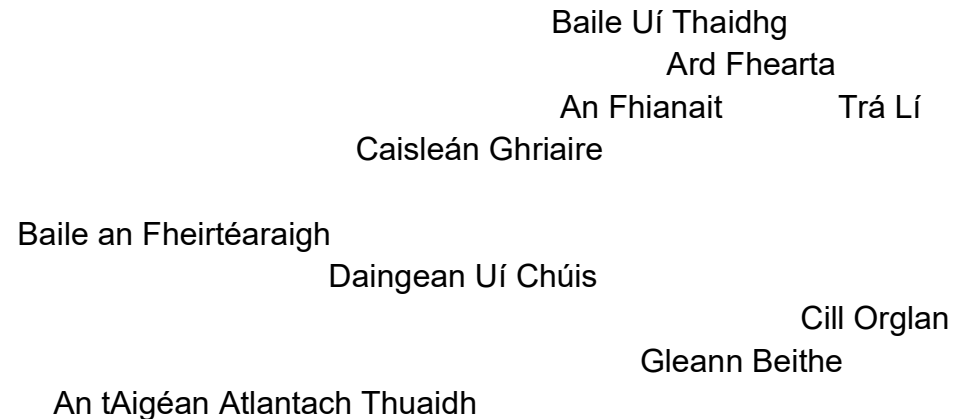 Baile Uí Thaidhg
Ard Fhearta
An Fhianait Trá Lí
Caisleán Ghriaire
Baile an Fheirtéaraigh
Daingean Uí Chúis
Cill Orglan
Gleann Beithe
An tAigéan Atlantach Thuaidh